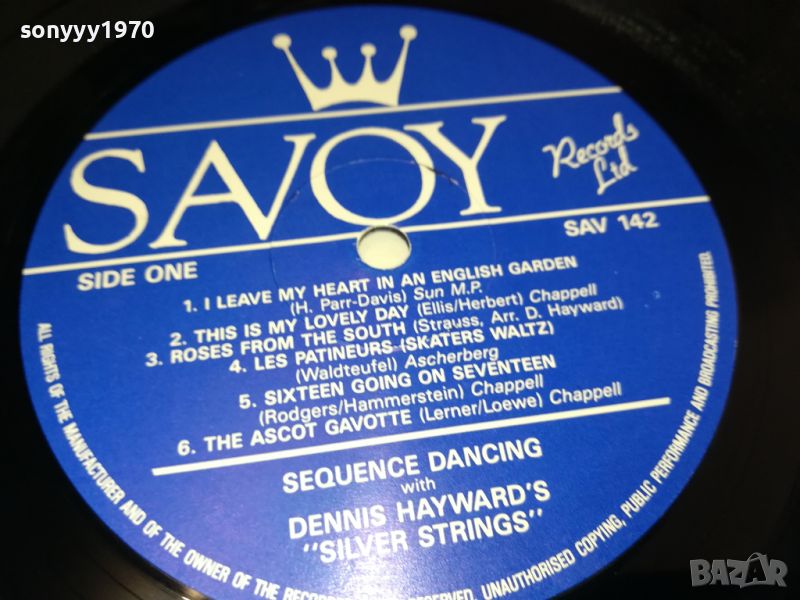 sonyyy1970
SAVOY
Records
Ltd
SAV 142
SIDE ONE
1. I LEAVE MY HEART IN AN ENGLISH GARDEN
(H. Parr-Davis) Sun M.P.
2. THIS IS MY LOVELY DAY (Ellis/Herbert) Chappell
3. ROSES FROM THE SOUTH (Strauss, Arr. D. Hayward)
4. LES PATINEURS (SKATERS WALTZ)
(Waldteufel) Ascherberg
5. SIXTEEN GOING ON SEVENTEEN
(Rodgers/Hammerstein) Chappell
6. THE ASCOT GAVOTTE (Lerner/Loewe) Chappell
SEQUENCE DANCING
with
DENNIS HAYWARD'S
"SILVER STRINGS"
ALL RIGHTS OF THE MANUFACTURER AND OF THE OWNER OF THE RECORDED RESERVED. UNAUTHORISED COPYING, PUBLIC PERFORMANCE AND BROADCASTING PROHIBITED.
BAZAR